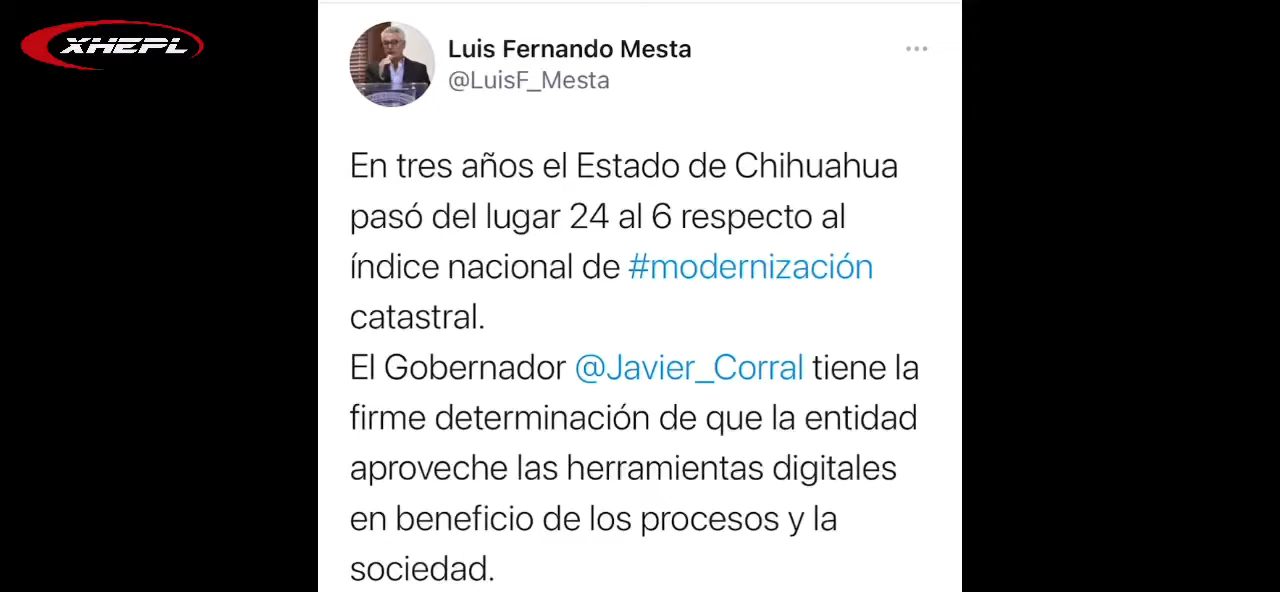 XHEPL
Luis Fernando Mesta
@LuisF_Mesta
En tres años el Estado de Chihuahua
pasó del lugar 24 al 6 respecto al
índice nacional de #modernización
catastral.
El Gobernador @Javier_Corral tiene la
firme determinación de que la entidad
aproveche las herramientas digitales
en beneficio de los procesos y la
sociedad.